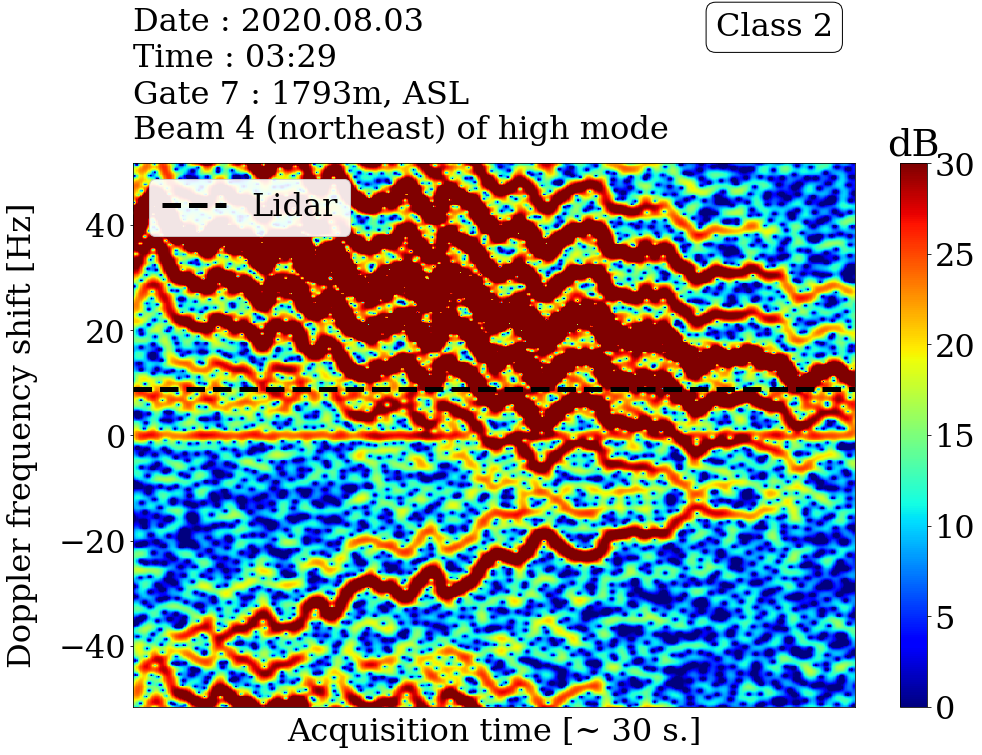 Date : 2020.08.03
Time : 03:29
Gate 7 : 1793m, ASL
Beam 4 (northeast) of high mode
Class 2
dB
Lidar
Doppler frequency shift [Hz]
40
20
0
−20
−40
30
25
20
15
10
5
0
Acquisition time [~ 30 s.]